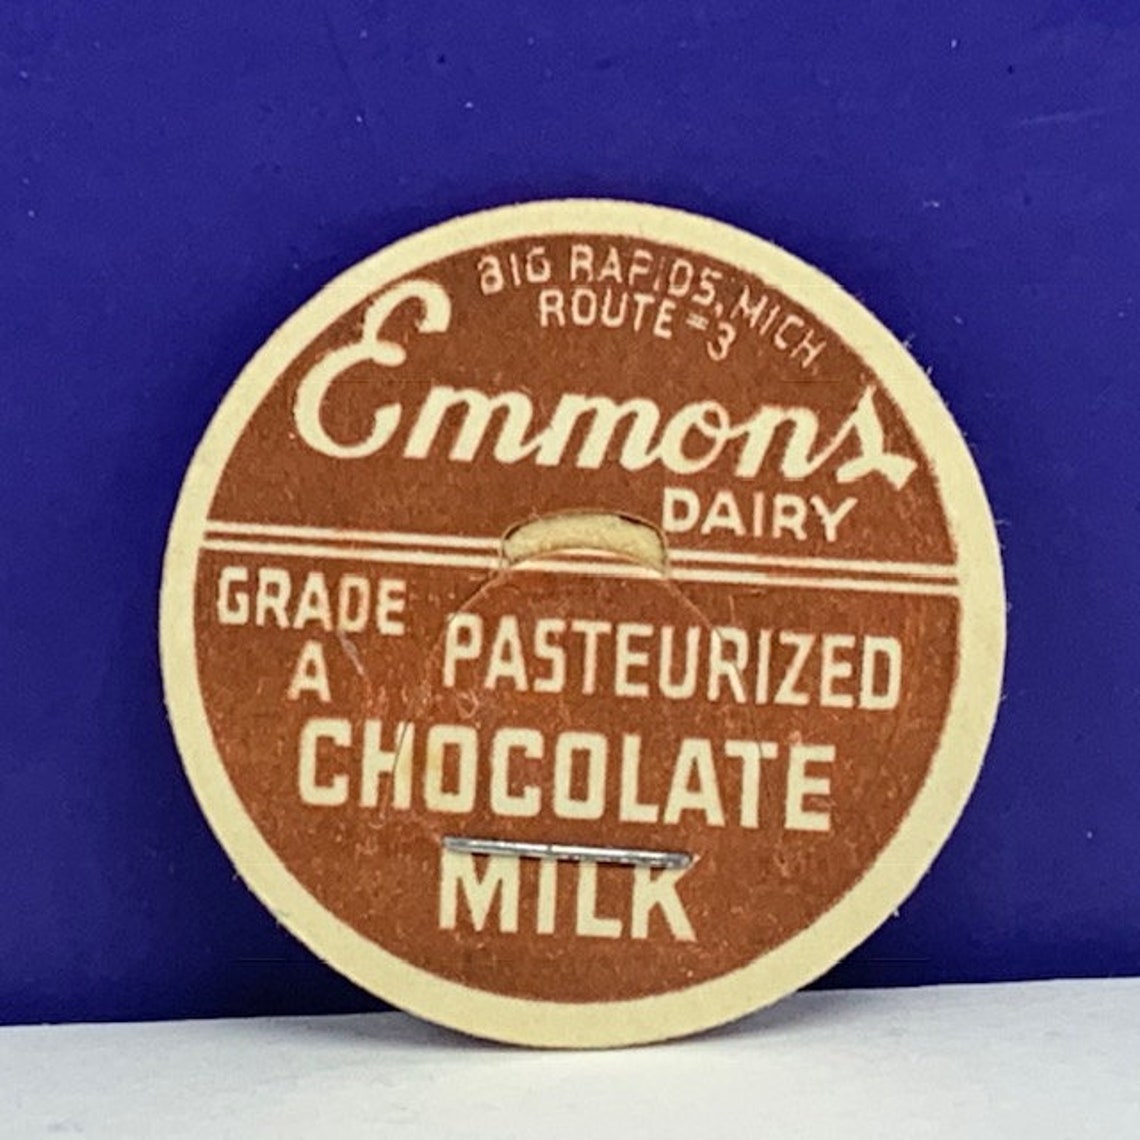 BIG RAPIDS, MICH
ROUTE = 3
Emmons
DAIRY
GRADE
A
PASTEURIZED
CHOCOLATE
MILK